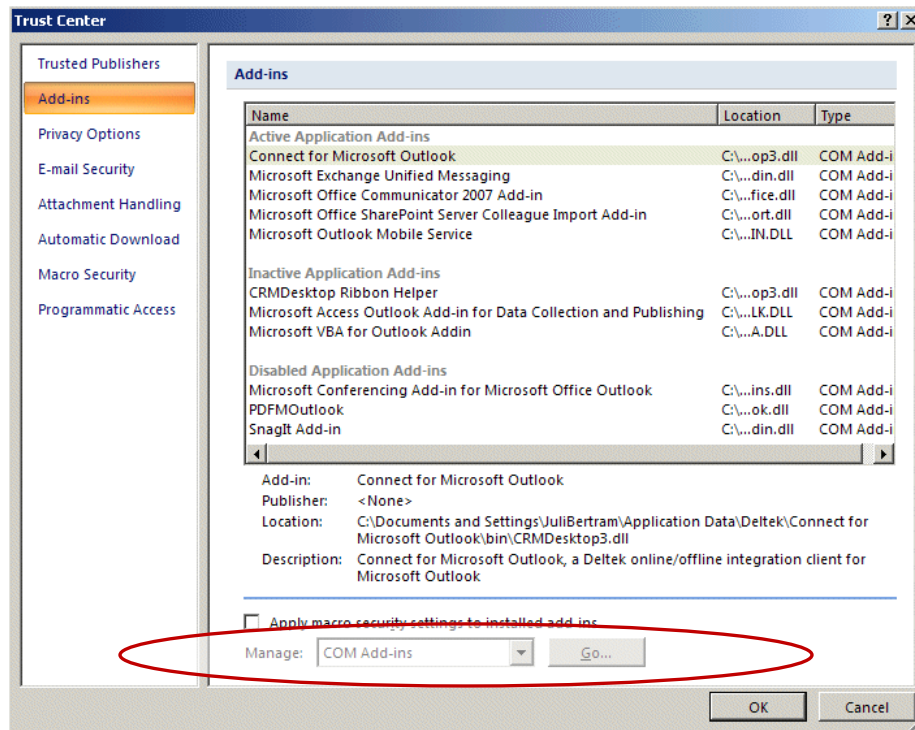 Trust Center
Trusted Publishers
Add-ins
Privacy Options
E-mail Security
Attachment Handling
Automatic Download
Macro Security
Programmatic Access
Add-ins
Name Location Type
Active Application Add-ins
Connect for Microsoft Outlook C:\...op3.dll COM Add-i
Microsoft Exchange Unified Messaging C:\...din.dll COM Add-i
Microsoft Office Communicator 2007 Add-in C:\...fice.dll COM Add-i
Microsoft Office SharePoint Server Colleague Import Add-in C:\...ort.dll COM Add-i
Microsoft Outlook Mobile Service C:\...IN.DLL COM Add-i
Inactive Application Add-ins
CRMDesktop Ribbon Helper C:\...op3.dll COM Add-i
Microsoft Access Outlook Add-in for Data Collection and Publishing C:\...LK.DLL COM Add-i
Microsoft VBA for Outlook Addin C:\...A.DLL COM Add-i
Disabled Application Add-ins
Microsoft Conferencing Add-in for Microsoft Office Outlook C:\...ins.dll COM Add-i
PDFMOutlook C:\...ok.dll COM Add-i
SnagIt Add-in C:\...din.dll COM Add-i
Add-in: Connect for Microsoft Outlook
Publisher: <None>
Location: C:\Documents and Settings\JuliBertram\Application Data\Deltek\Connect for
Microsoft Outlook\bin\CRMDesktop3.dll
Description: Connect for Microsoft Outlook, a Deltek online/offline integration client for
Microsoft Outlook
Apply macro security settings to installed add-ins
Manage: COM Add-ins Go...
OK Cancel